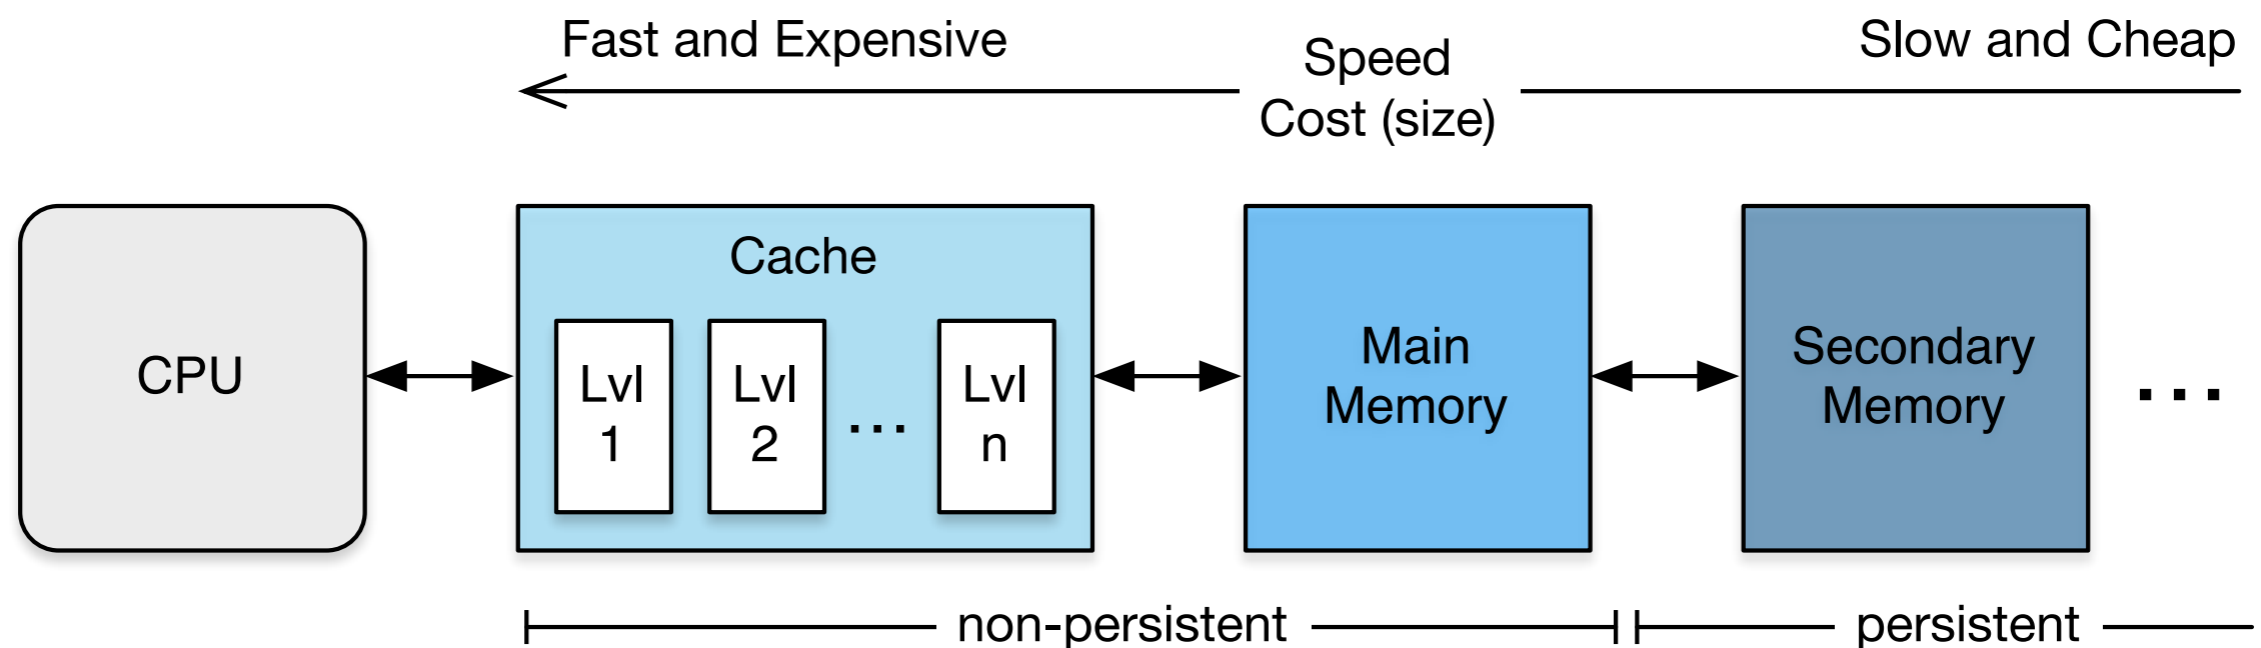 Fast and Expensive
Speed
Cost (size)
Slow and Cheap
CPU
Cache
Lvl
1
Lvl
2
...
Lvl
n
Main
Memory
Secondary
Memory
...
non-persistent
persistent